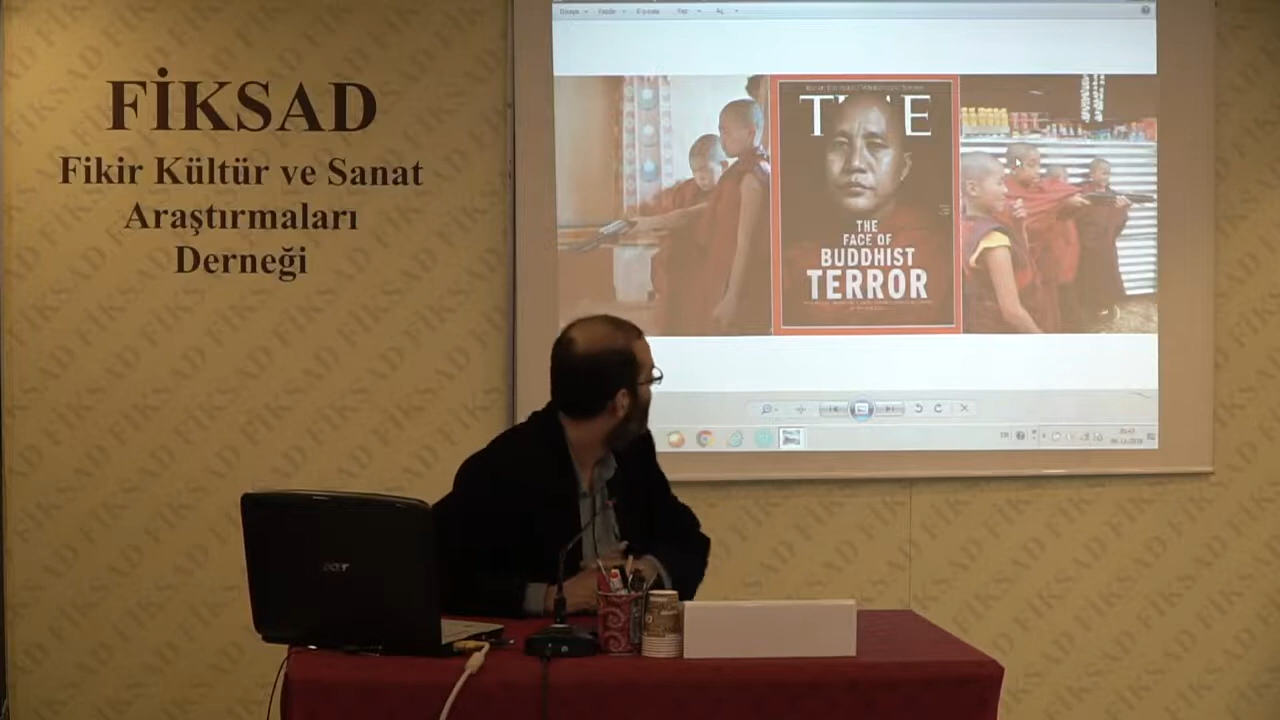 FİKSAD
Fikir Kültür ve Sanat
Araştırmaları
Derneği
TIME
THE
FACE OF
BUDDHIST
TERROR
acer